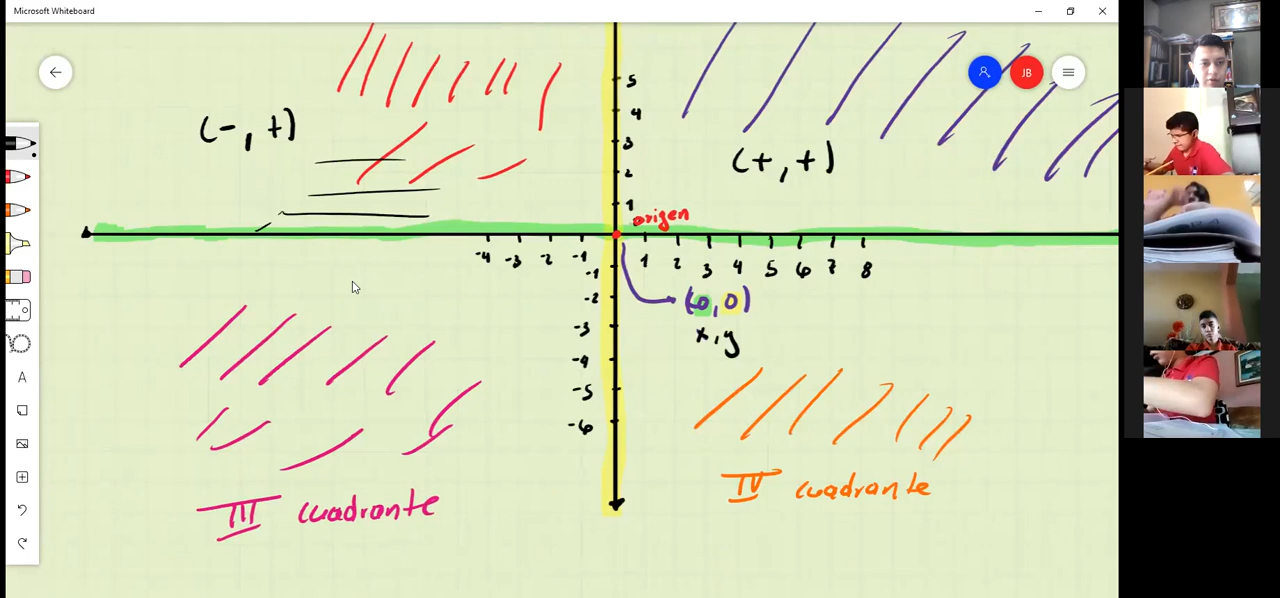 Microsoft Whiteboard
JB
5
4
3
2
1
(-, +)
(+, +)
origen
-4 -3 -2 -1
1 2 3 4 5 6 7 8
-1
-2
-3
-4
-5
-6
(0, 0)
x, y
III cuadrante
IV cuadrante
A